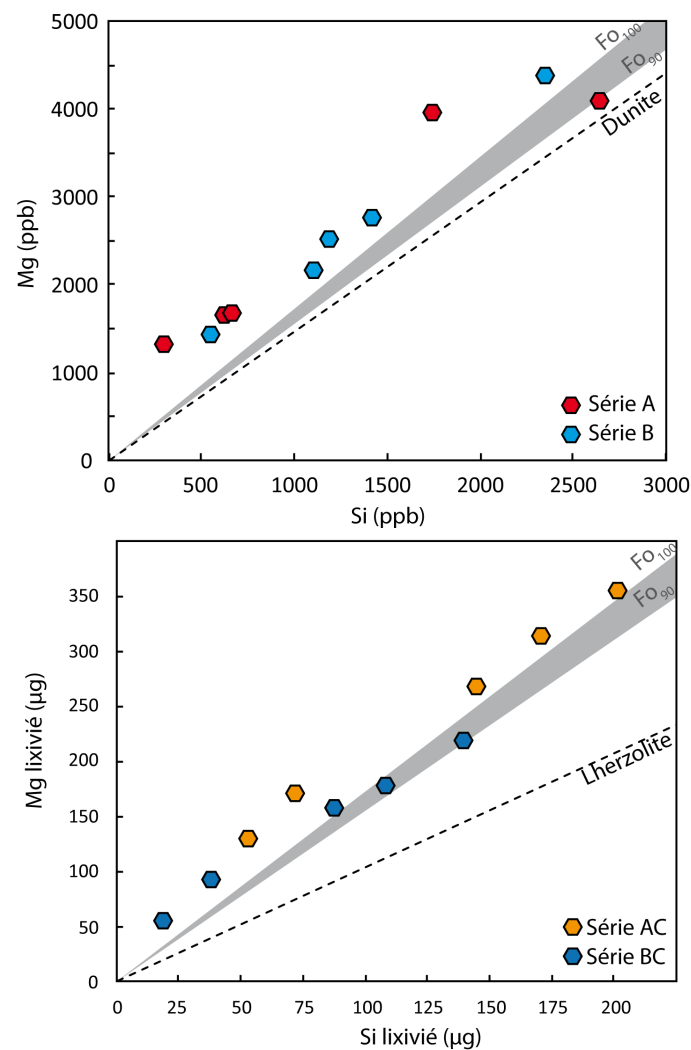 5000
4000
3000
2000
1000
0
Mg (ppb)
Fo100
Fo90
Dunite
Série A
Série B
0 500 1000 1500 2000 2500 3000
Si (ppb)
350
300
250
200
150
100
50
0
Mg lixivié (µg)
Fo100
Fo90
Lherzolite
Série AC
Série BC
0 25 50 75 100 125 150 175 200
Si lixivié (µg)